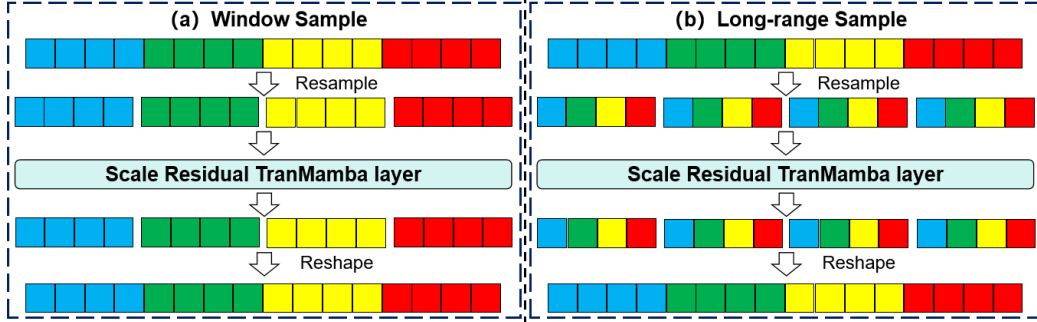 (a) Window Sample
Resample
Scale Residual TranMamba layer
Reshape
(b) Long-range Sample
Resample
Scale Residual TranMamba layer
Reshape